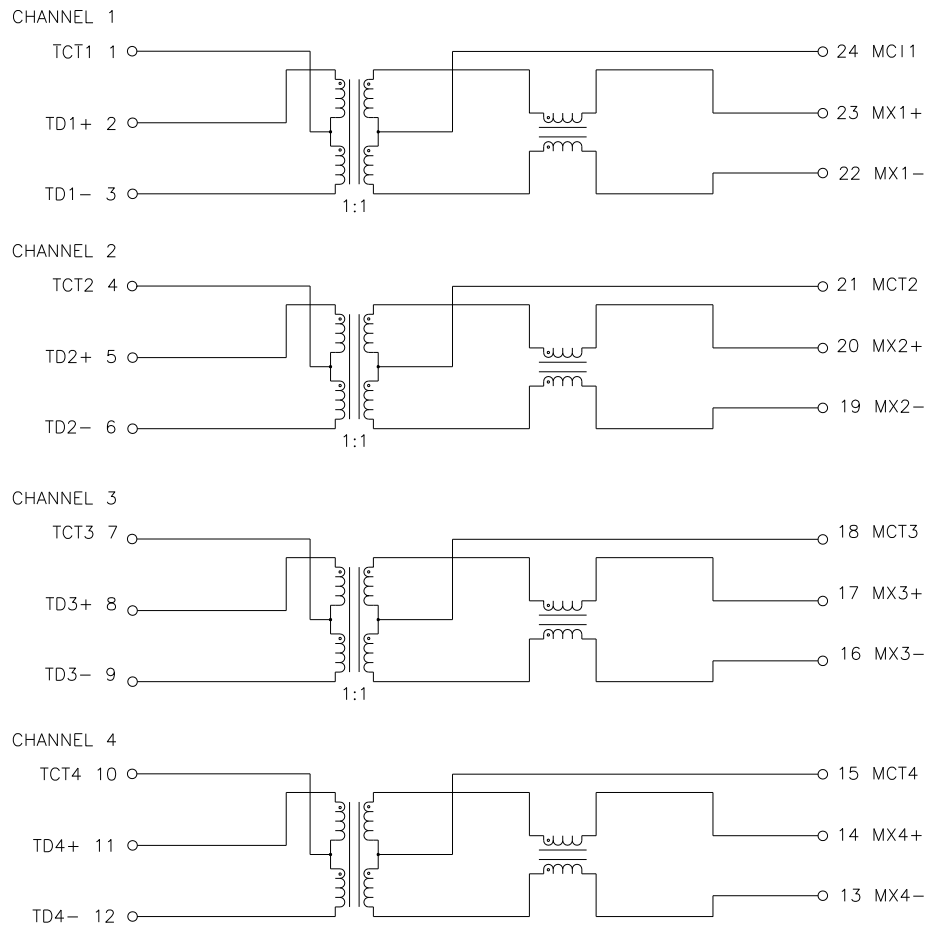 CHANNEL 1
TCT1 1
24 MCI1
TD1+ 2
23 MX1+
TD1− 3
22 MX1−
1:1
CHANNEL 2
TCT2 4
21 MCT2
TD2+ 5
20 MX2+
TD2− 6
19 MX2−
1:1
CHANNEL 3
TCT3 7
18 MCT3
TD3+ 8
17 MX3+
TD3− 9
16 MX3−
1:1
CHANNEL 4
TCT4 10
15 MCT4
TD4+ 11
14 MX4+
TD4− 12
13 MX4−